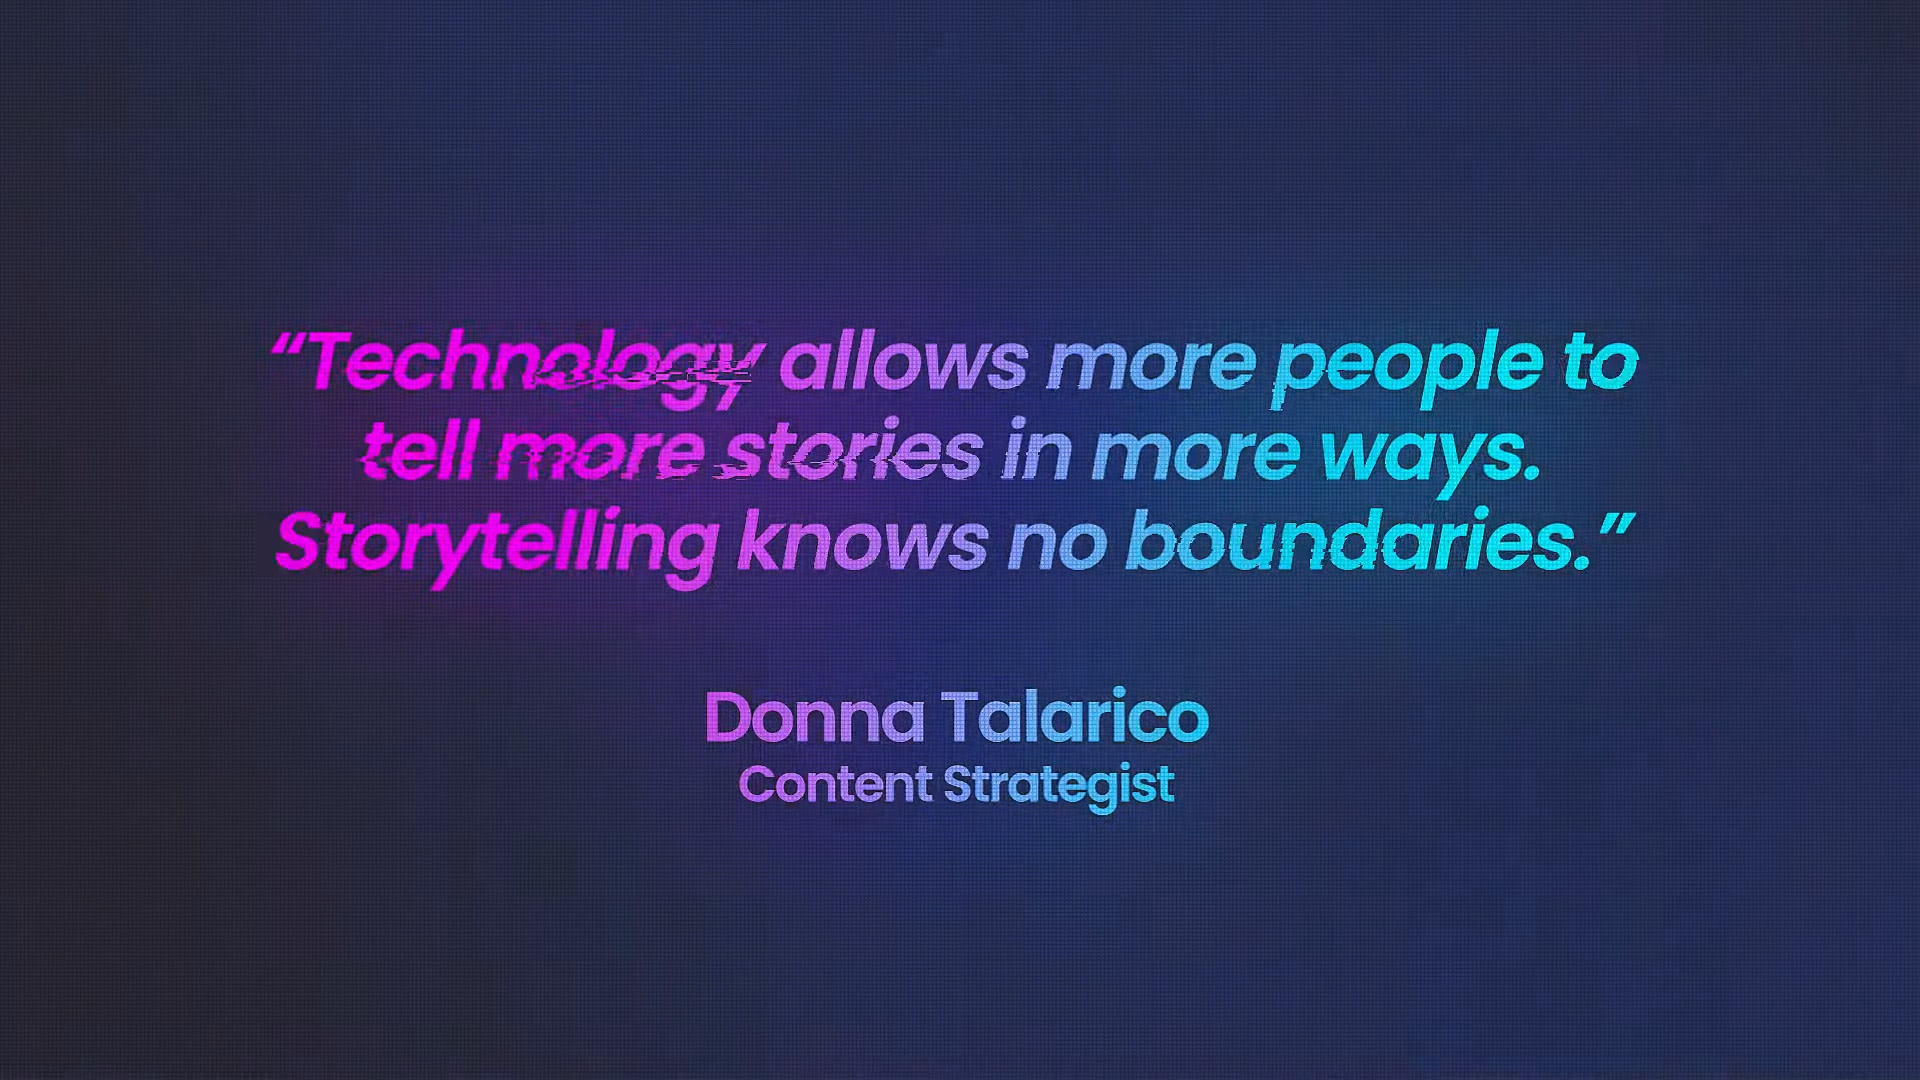 “Technology allows more people to
tell more stories in more ways.
Storytelling knows no boundaries.”
Donna Talarico
Content Strategist